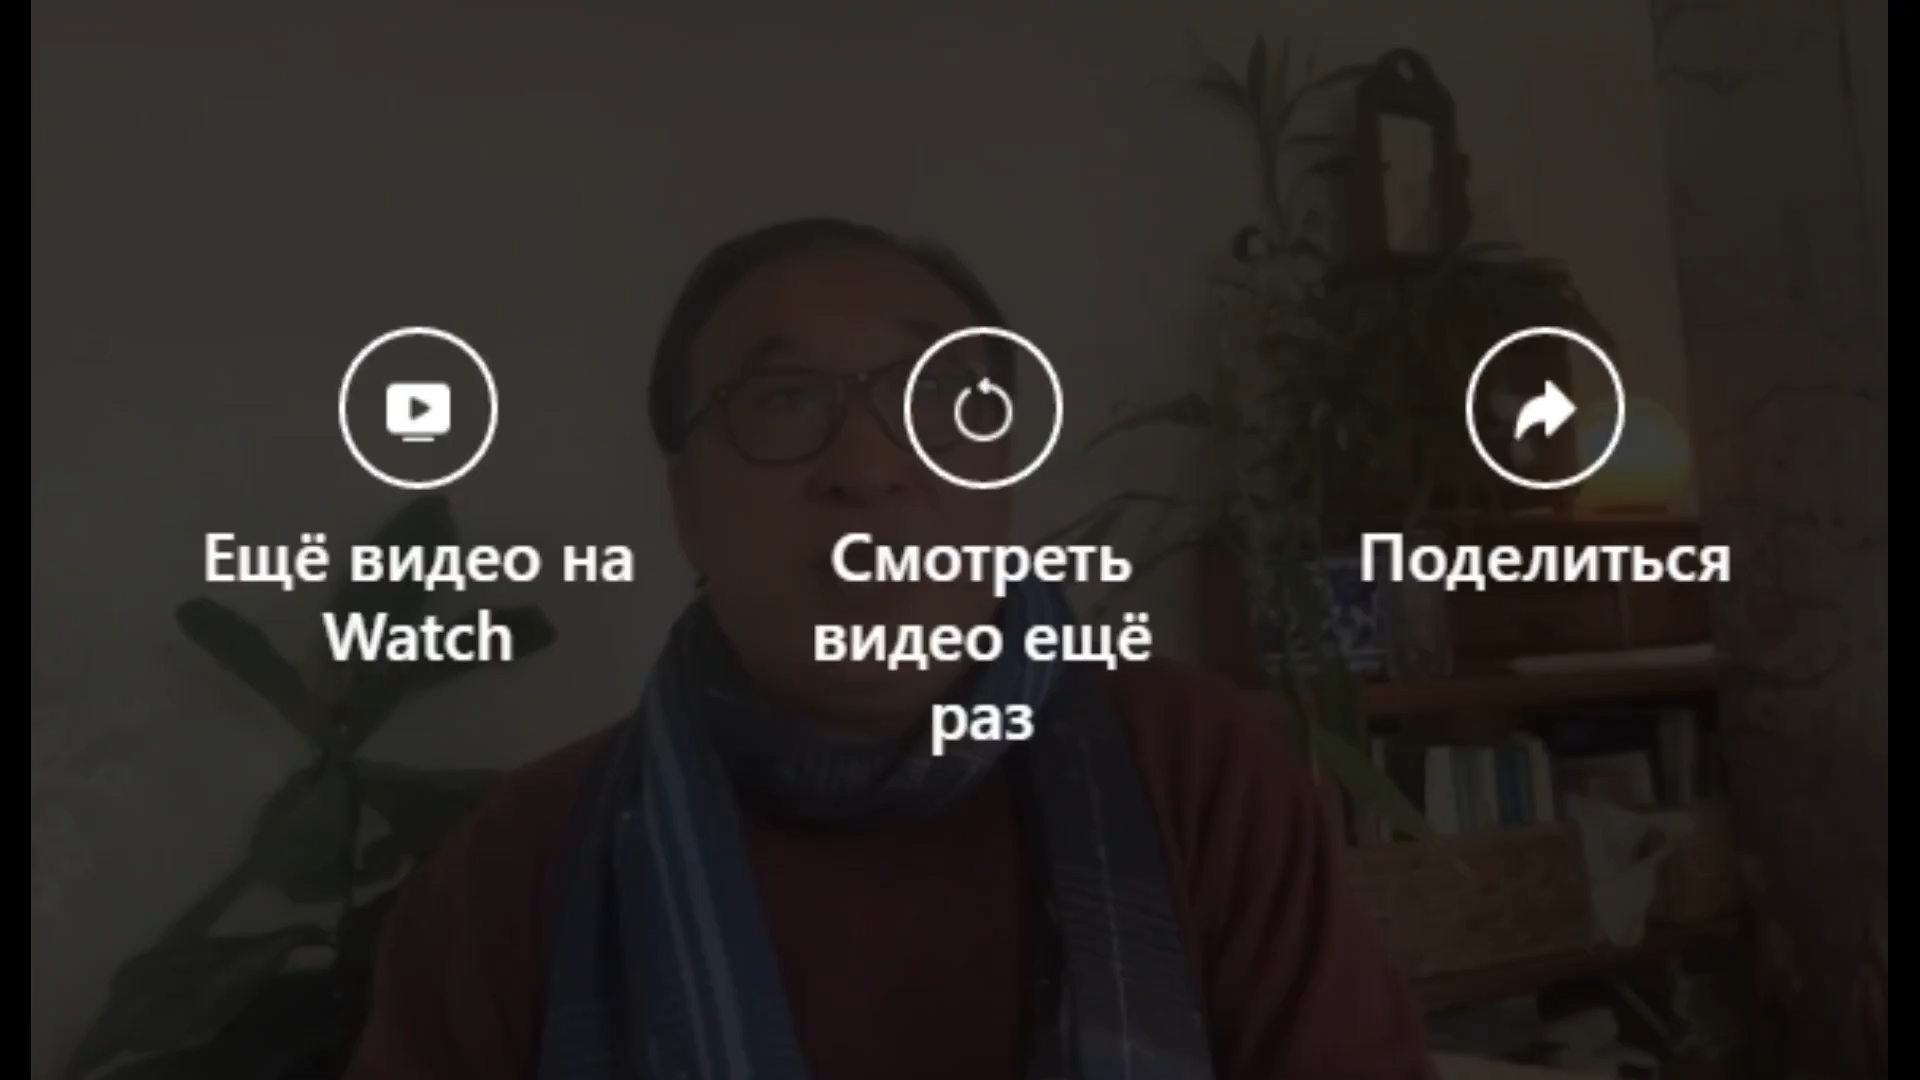 Ещё видео на
Watch
Смотреть
видео ещё
раз
Поделиться